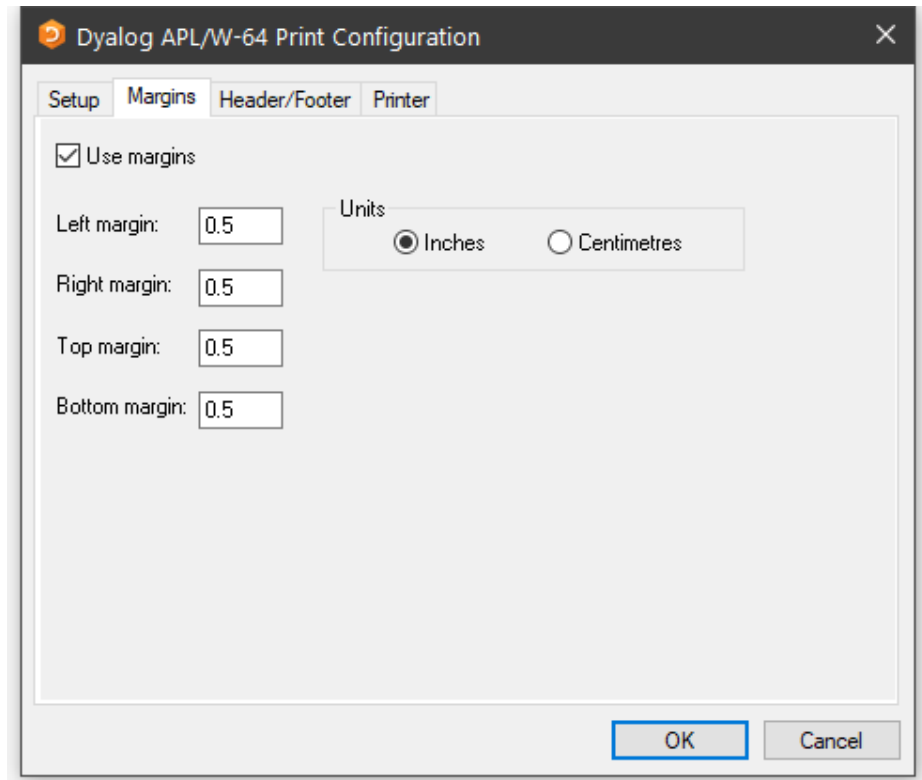 Dyalog APL/W-64 Print Configuration
Setup Margins Header/Footer Printer
Use margins
Units
Left margin: 0.5
Inches Centimetres
Right margin: 0.5
Top margin: 0.5
Bottom margin: 0.5
OK Cancel